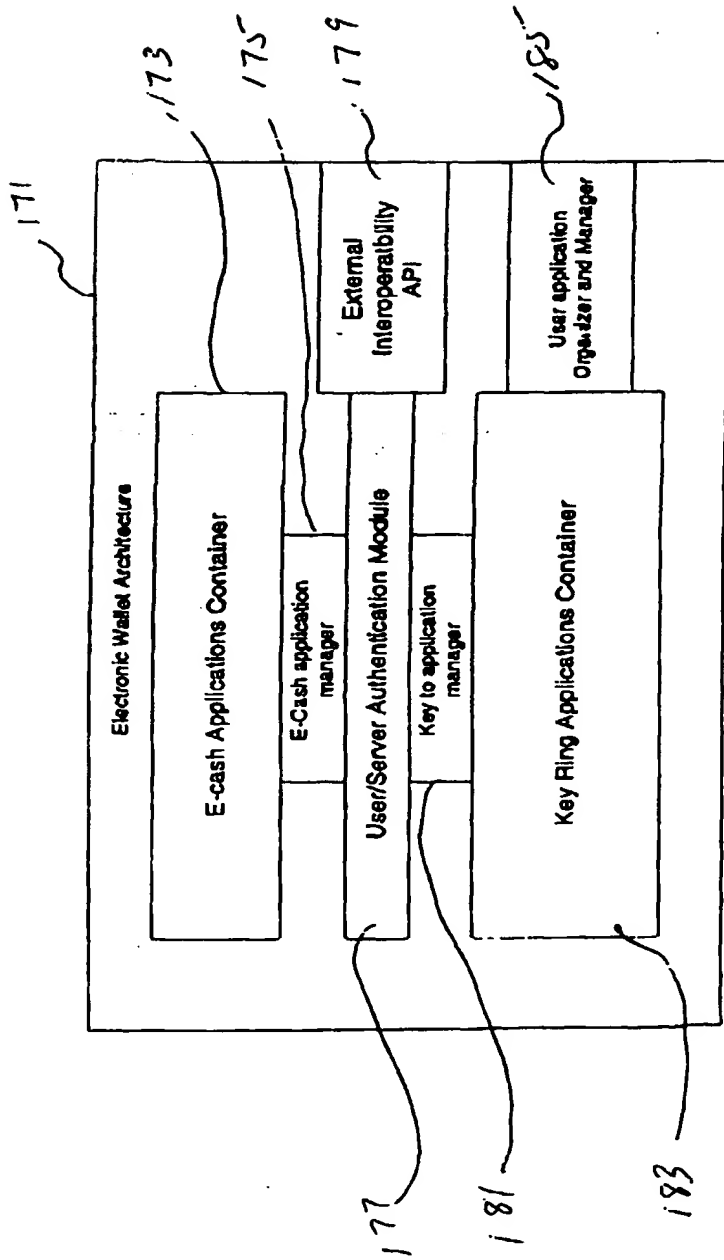 171
173
175
179
185
Electronic Wallet Architecture
E-cash Applications Container
E-Cash application
manager
User/Server Authentication Module
External
Interoperatibility
API
Key to application
manager
Key Ring Applications Container
User application
Organizer and Manager
177
181
183